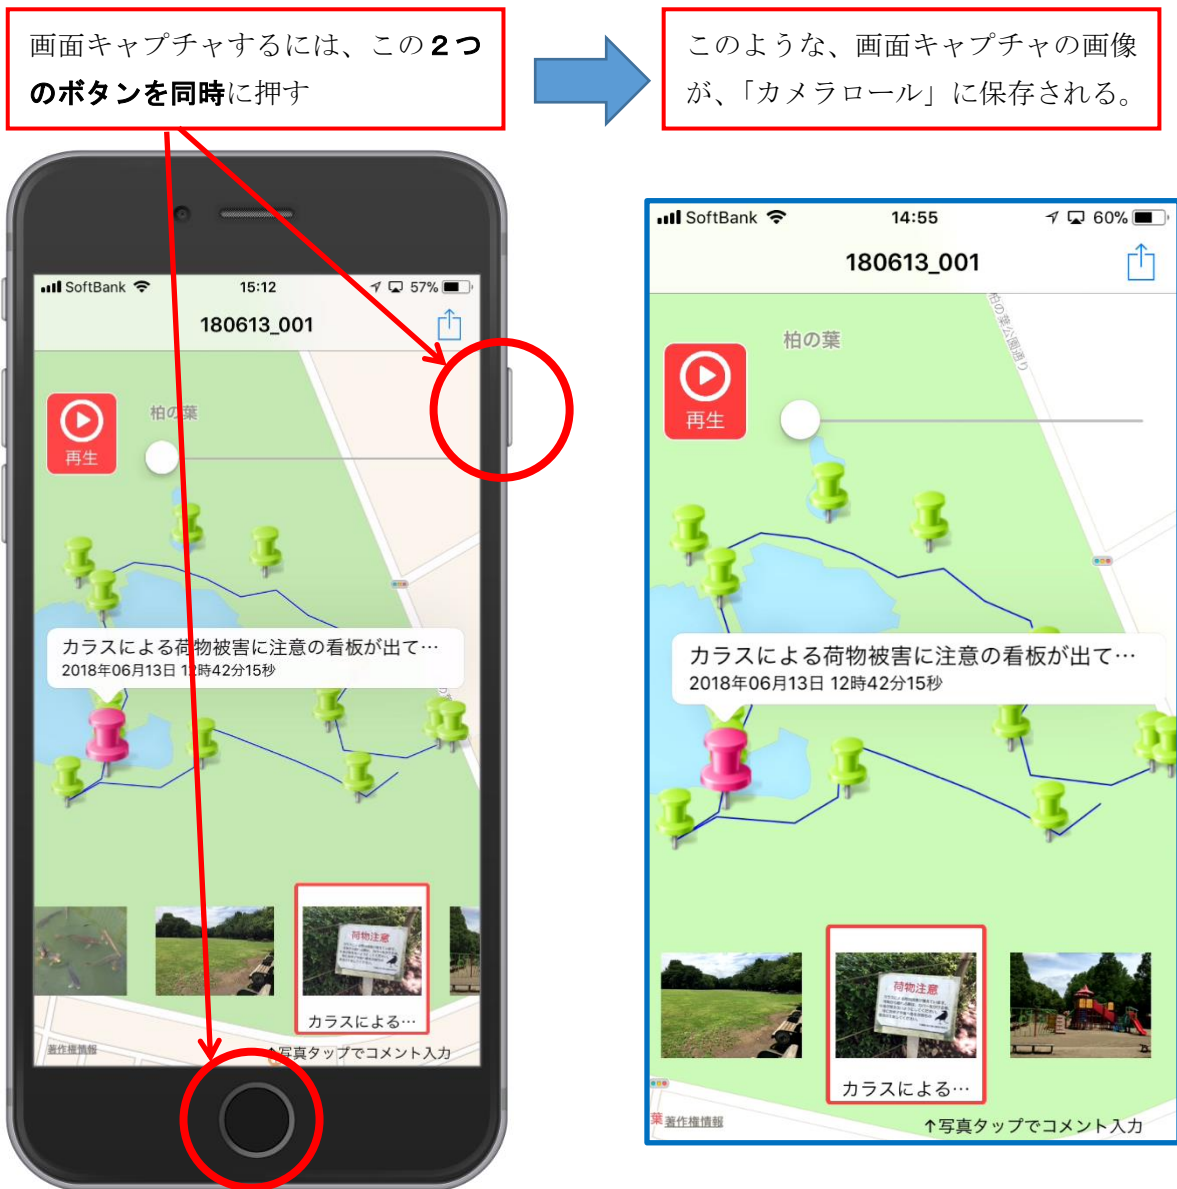 画面キャプチャするには、この２つ
のボタンを同時に押す
このような、画面キャプチャの画像
が、「カメラロール」に保存される。
SoftBank 15:12 57%
180613_001
柏の葉
再生
カラスによる荷物被害に注意の看板が出て…
2018年06月13日 12時42分15秒
荷物注意
カラスによる…
著作権情報
↑写真タップでコメント入力
SoftBank 14:55 60%
180613_001
柏の葉公園通り
柏の葉
再生
カラスによる荷物被害に注意の看板が出て…
2018年06月13日 12時42分15秒
荷物注意
カラスによる…
葉 著作権情報
↑写真タップでコメント入力